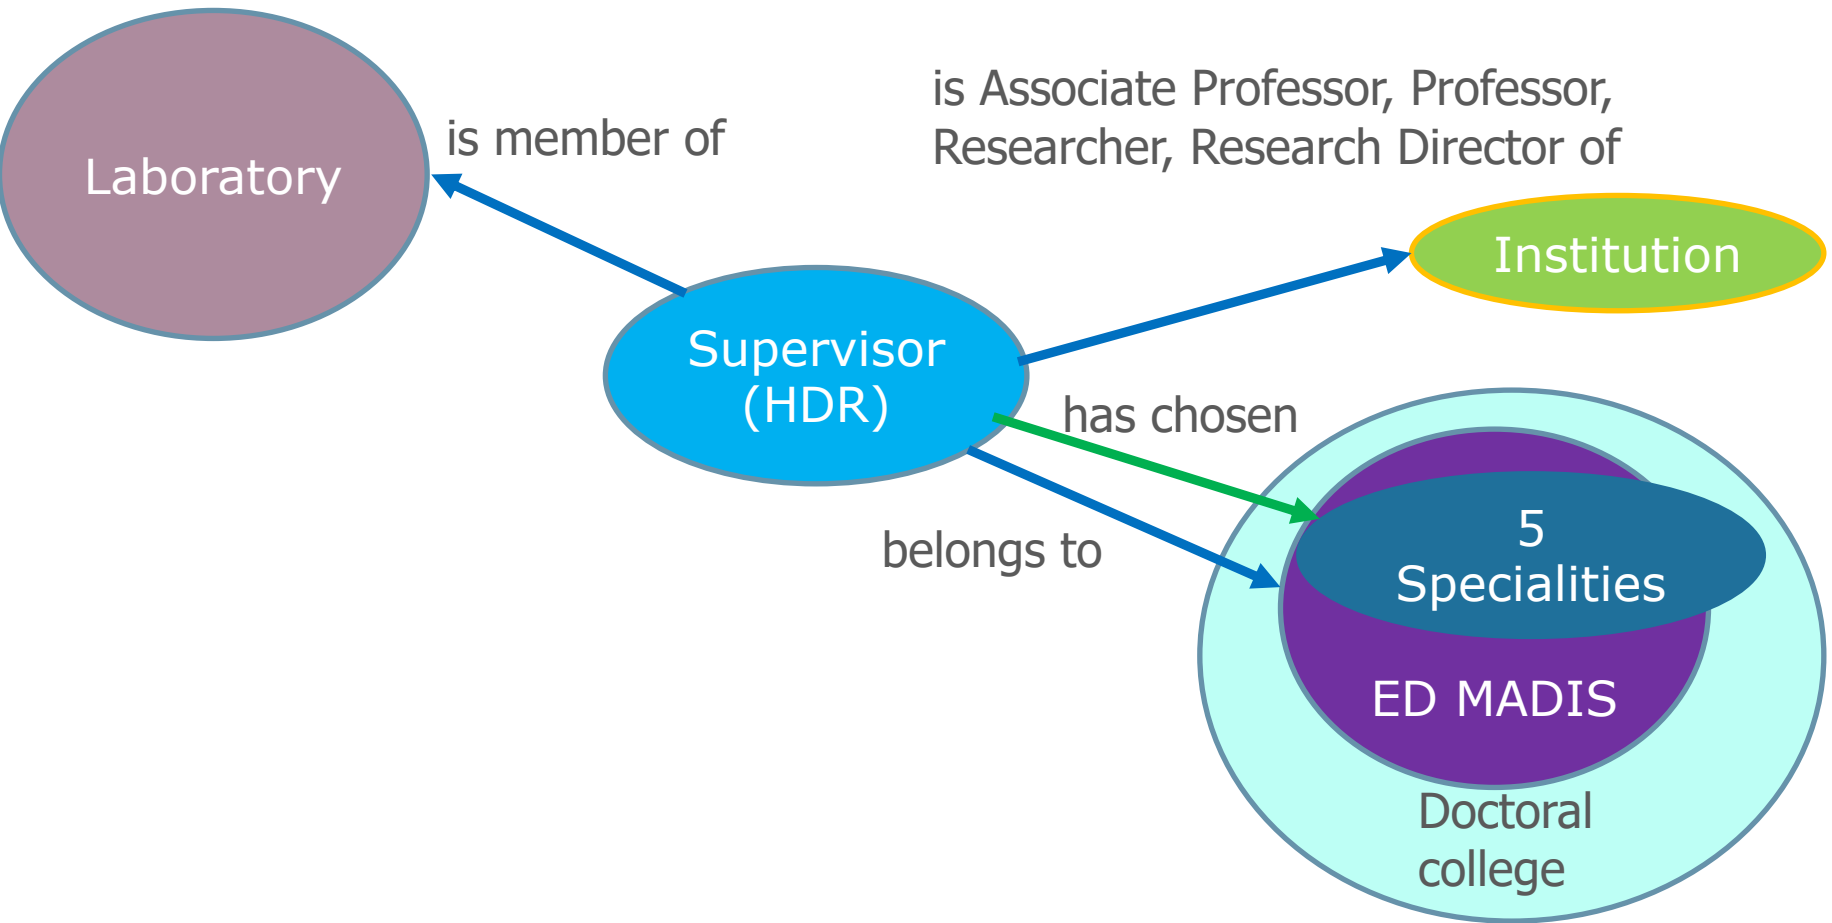 is Associate Professor, Professor,
Researcher, Research Director of
is member of
Laboratory
Institution
Supervisor
(HDR)
has chosen
belongs to
5
Specialities
ED MADIS
Doctoral
college